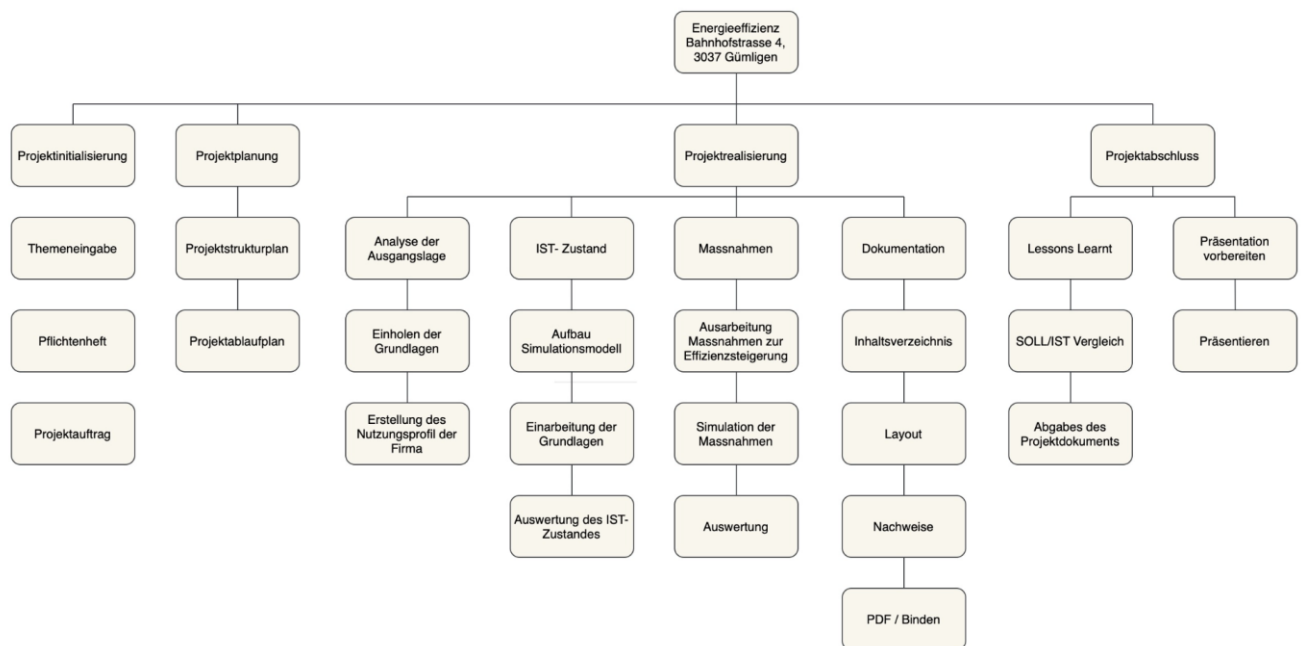 Energieeffizienz
Bahnhofstrasse 4,
3037 Gümligen
Projektinitialisierung
Projektplanung
Projektrealisierung
Projektabschluss
Themeneingabe
Projektstrukturplan
Analyse der
Ausgangslage
IST- Zustand
Massnahmen
Dokumentation
Lessons Learnt
Präsentation
vorbereiten
Pflichtenheft
Projektablaufplan
Einholen der
Grundlagen
Aufbau
Simulationsmodell
Ausarbeitung
Massnahmen zur
Effizienzsteigerung
Inhaltsverzeichnis
SOLL/IST Vergleich
Präsentieren
Projektauftrag
Erstellung des
Nutzungsprofil der
Firma
Einarbeitung der
Grundlagen
Simulation der
Massnahmen
Layout
Abgabes des
Projektdokuments
Auswertung des IST-
Zustandes
Auswertung
Nachweise
PDF / Binden